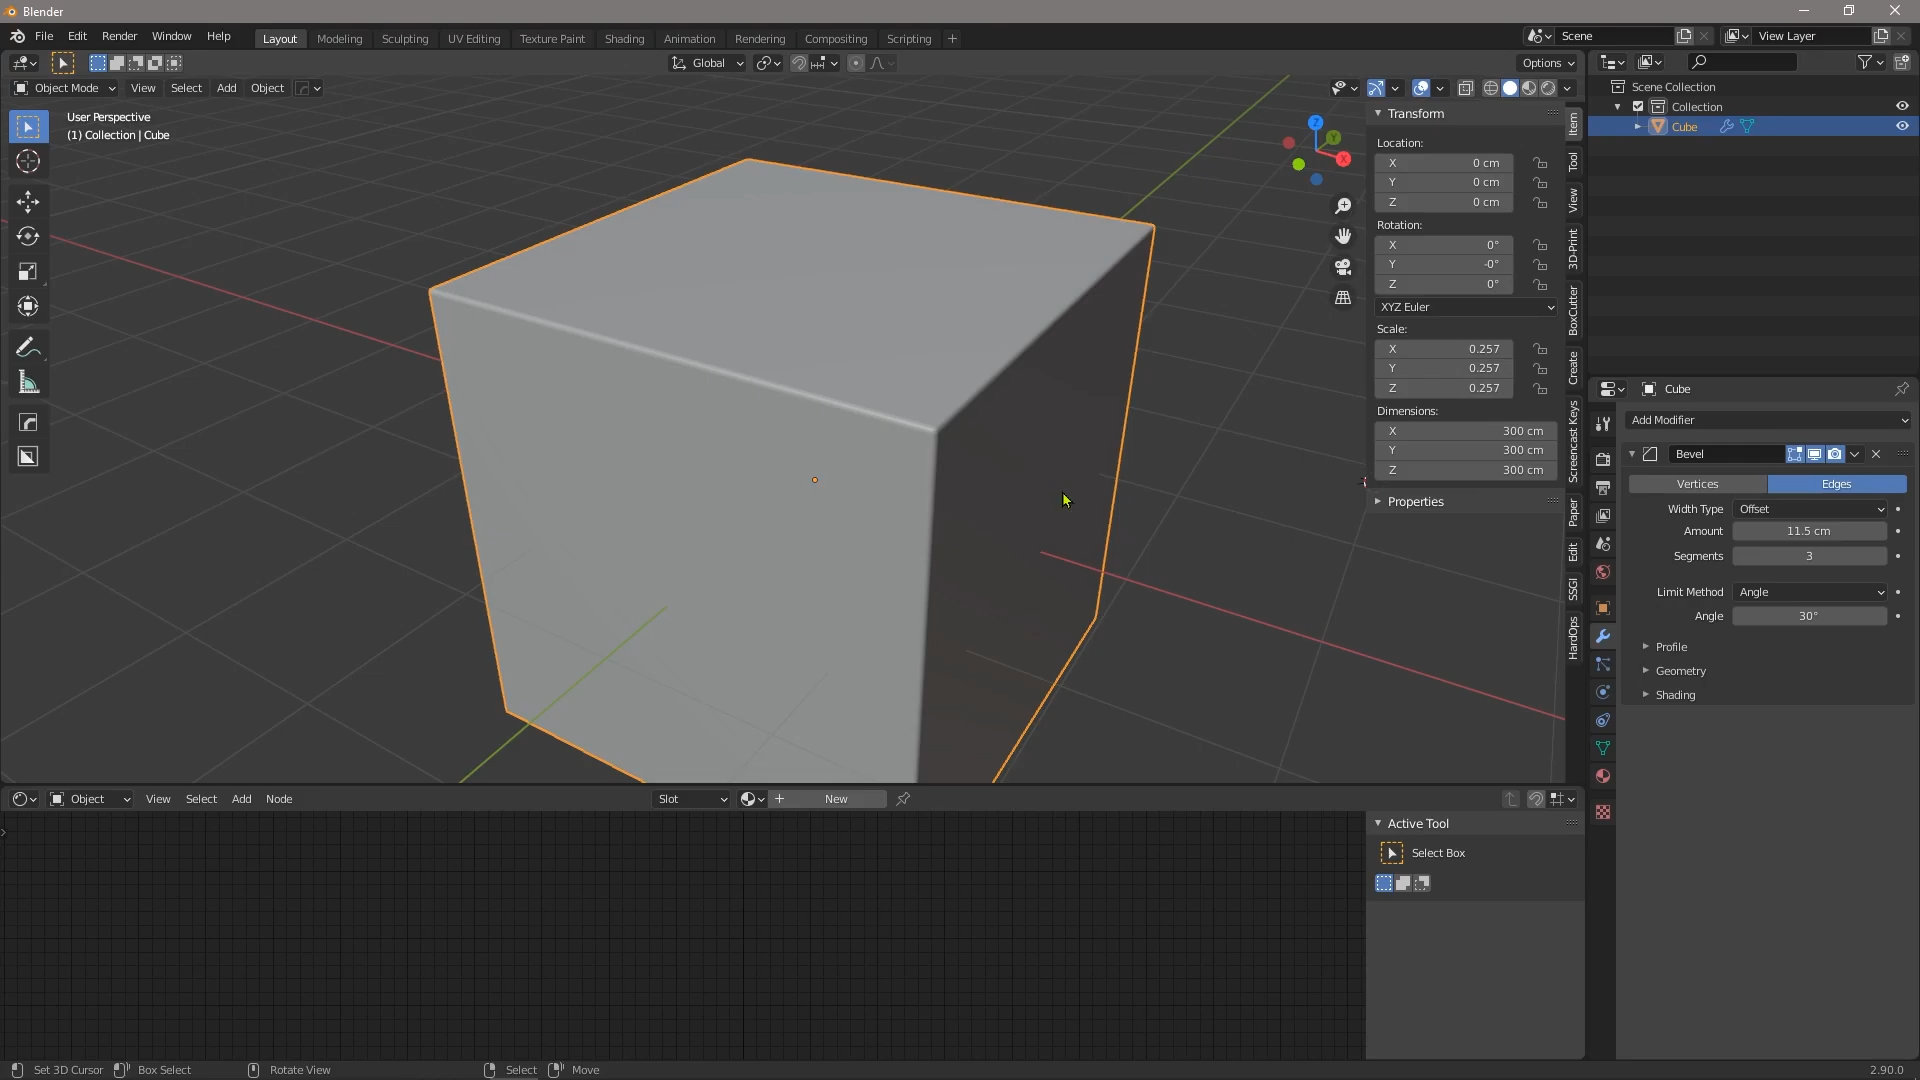 Blender
File Edit Render Window Help
Layout Modeling Sculpting UV Editing Texture Paint Shading Animation Rendering Compositing Scripting +
Scene
View Layer
Global
Options
Object Mode View Select Add Object
User Perspective
(1) Collection | Cube
Z
Y
X
Transform
Location:
X 0 cm
Y 0 cm
Z 0 cm
Rotation:
X 0°
Y -0°
Z 0°
XYZ Euler
Scale:
X 0.257
Y 0.257
Z 0.257
Dimensions:
X 300 cm
Y 300 cm
Z 300 cm
Properties
Item
Tool
View
3D-Print
BoxCutter
Create
Screencast Keys
Paper
Edit
SSGI
HardOps
Scene Collection
Collection
Cube
Cube
Add Modifier
Bevel
Vertices Edges
Width Type Offset
Amount 11.5 cm
Segments 3
Limit Method Angle
Angle 30°
Profile
Geometry
Shading
Object View Select Add Node
Slot
+ New
Active Tool
Select Box
Set 3D Cursor Box Select Rotate View Select Move
2.90.0